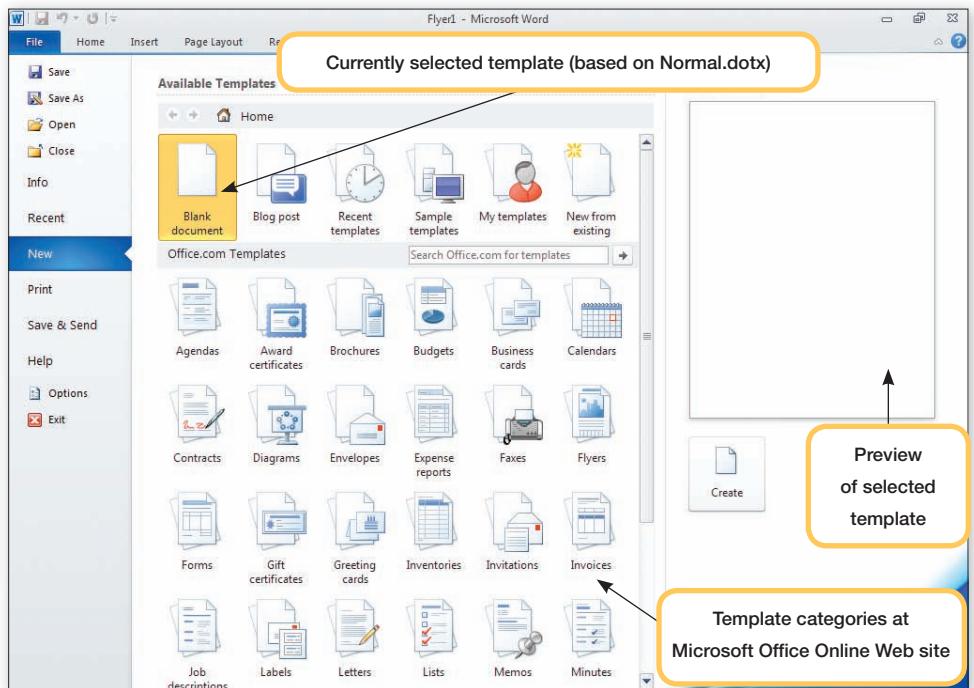 W
Flyer1 - Microsoft Word
File Home Insert Page Layout
Currently selected template (based on Normal.dotx)
Save
Save As
Open
Close
Info
Recent
New
Print
Save & Send
Help
Options
Exit
Available Templates
Home
Blank document
Blog post
Recent templates
Sample templates
My templates
New from existing
Office.com Templates
Search Office.com for templates
Agendas
Award certificates
Brochures
Budgets
Business cards
Calendars
Contracts
Diagrams
Envelopes
Expense reports
Faxes
Flyers
Forms
Gift certificates
Greeting cards
Inventories
Invitations
Invoices
Job descriptions
Labels
Letters
Lists
Memos
Minutes
Create
Preview
of selected
template
Template categories at
Microsoft Office Online Web site